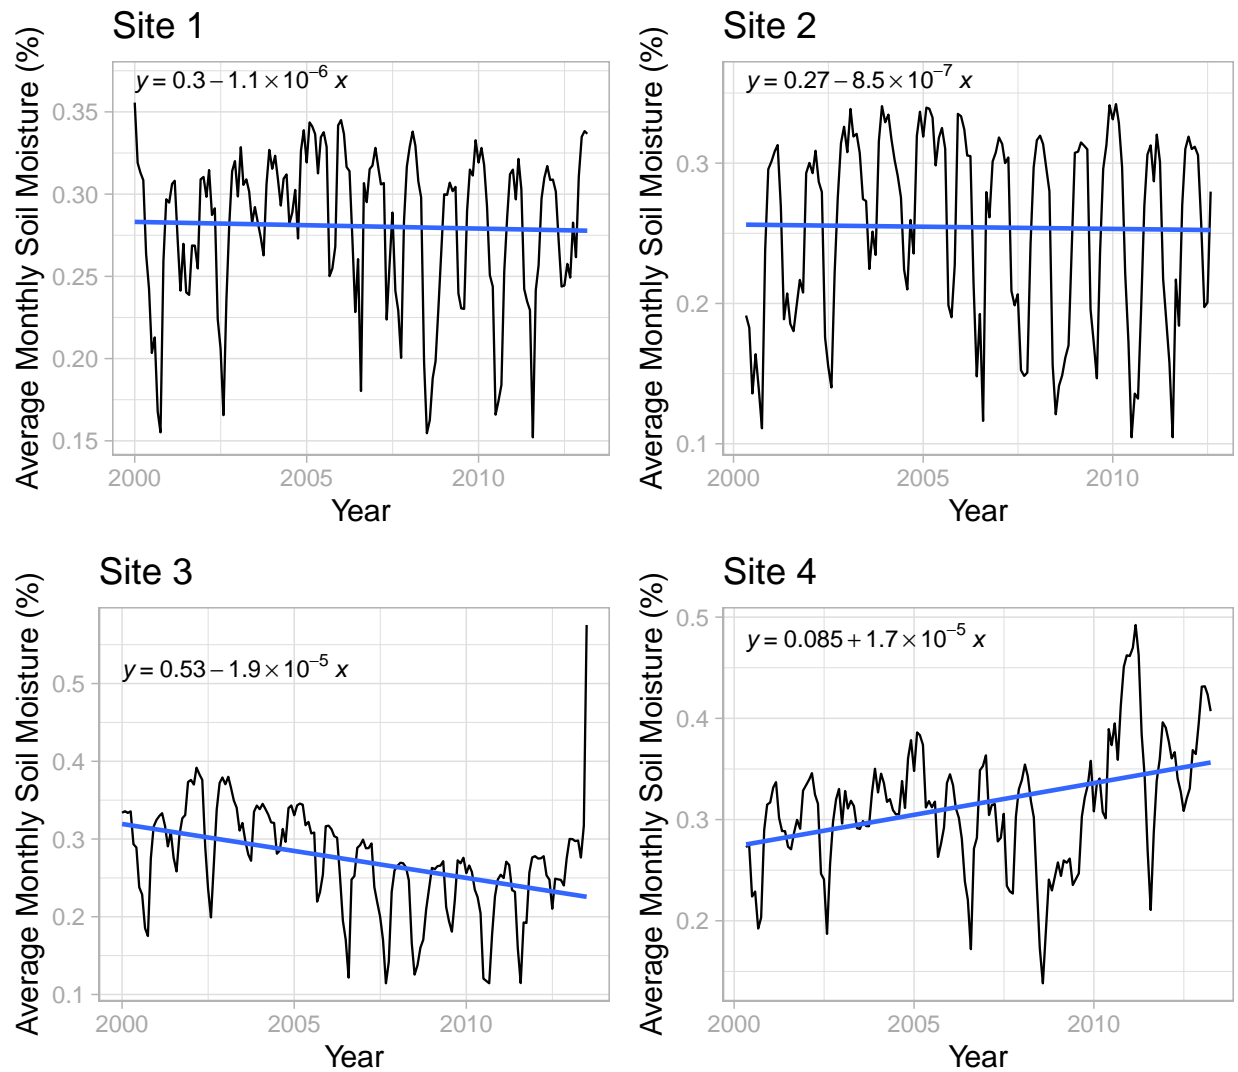 Site 1
Average Monthly Soil Moisture (%)
y = 0.3 − 1.1 × 10⁻⁶ x
0.35
0.30
0.25
0.20
0.15
2000 2005 2010
Year
Site 2
Average Monthly Soil Moisture (%)
y = 0.27 − 8.5 × 10⁻⁷ x
0.3
0.2
0.1
2000 2005 2010
Year
Site 3
Average Monthly Soil Moisture (%)
y = 0.53 − 1.9 × 10⁻⁵ x
0.5
0.4
0.3
0.2
0.1
2000 2005 2010
Year
Site 4
Average Monthly Soil Moisture (%)
0.5
y = 0.085 + 1.7 × 10⁻⁵ x
0.4
0.3
0.2
2000 2005 2010
Year